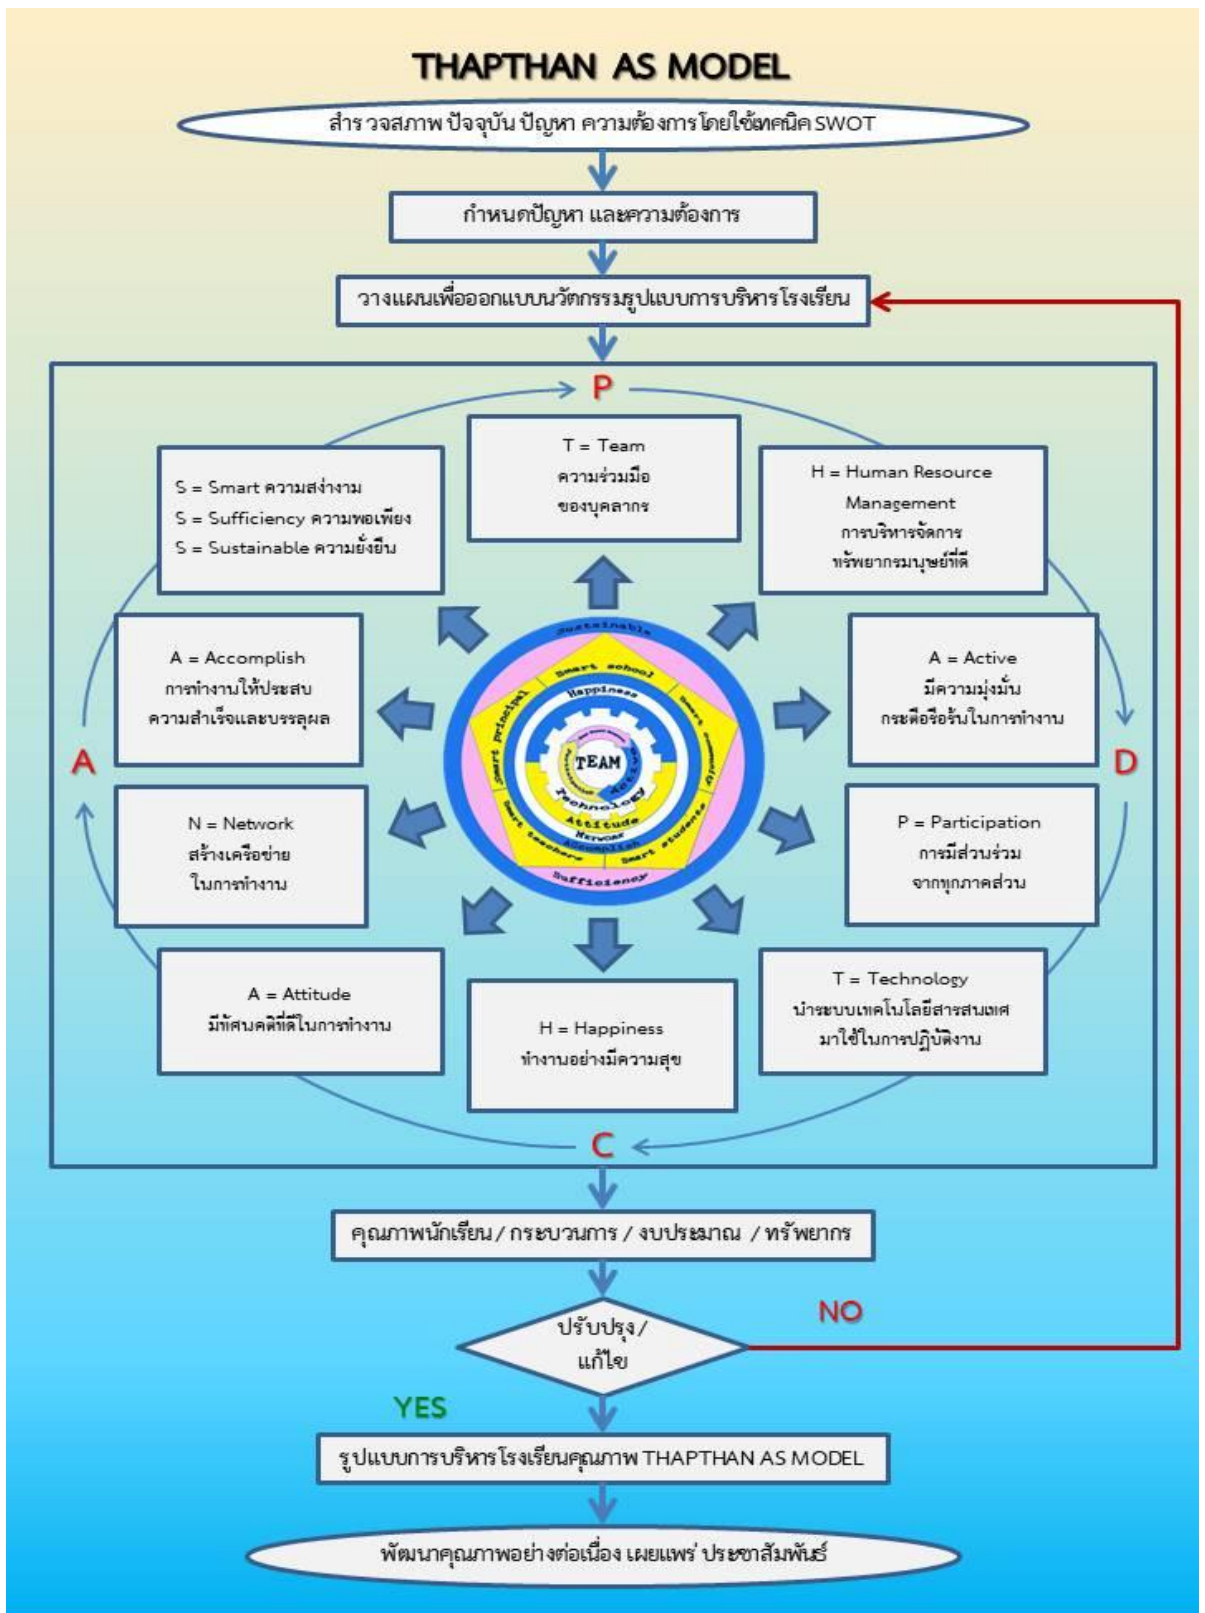 THAPTHAN AS MODEL
สำรวจสภาพ ปัจจุบัน ปัญหา ความต้องการโดยใช้เทคนิค SWOT
กำหนดปัญหา และความต้องการ
วางแผนเพื่อออกแบบนวัตกรรมรูปแบบการบริหารโรงเรียน
P
T = Team
ความร่วมมือ
ของบุคลากร
H = Human Resource
Management
การบริหารจัดการ
ทรัพยากรมนุษย์ที่ดี
A = Active
มีความมุ่งมั่น
กระตือรือร้นในการทำงาน
D
P = Participation
การมีส่วนร่วม
จากทุกภาคส่วน
T = Technology
นำระบบเทคโนโลยีสารสนเทศ
มาใช้ในการปฏิบัติงาน
H = Happiness
ทำงานอย่างมีความสุข
C
A = Attitude
มีทัศนคติที่ดีในการทำงาน
N = Network
สร้างเครือข่าย
ในการทำงาน
A
A = Accomplish
การทำงานให้ประสบ
ความสำเร็จและบรรลุผล
S = Smart ความสง่างาม
S = Sufficiency ความพอเพียง
S = Sustainable ความยั่งยืน
Sustainable
Smart school
Smart principal
Smart community
Happiness
TEAM
Active
Participation
Technology
Attitude
Network
Accomplish
Smart teachers
Smart students
Sufficiency
คุณภาพนักเรียน / กระบวนการ / งบประมาณ / ทรัพยากร
ปรับปรุง /
แก้ไข
NO
YES
รูปแบบการบริหารโรงเรียนคุณภาพ THAPTHAN AS MODEL
พัฒนาคุณภาพอย่างต่อเนื่อง เผยแพร่ ประชาสัมพันธ์